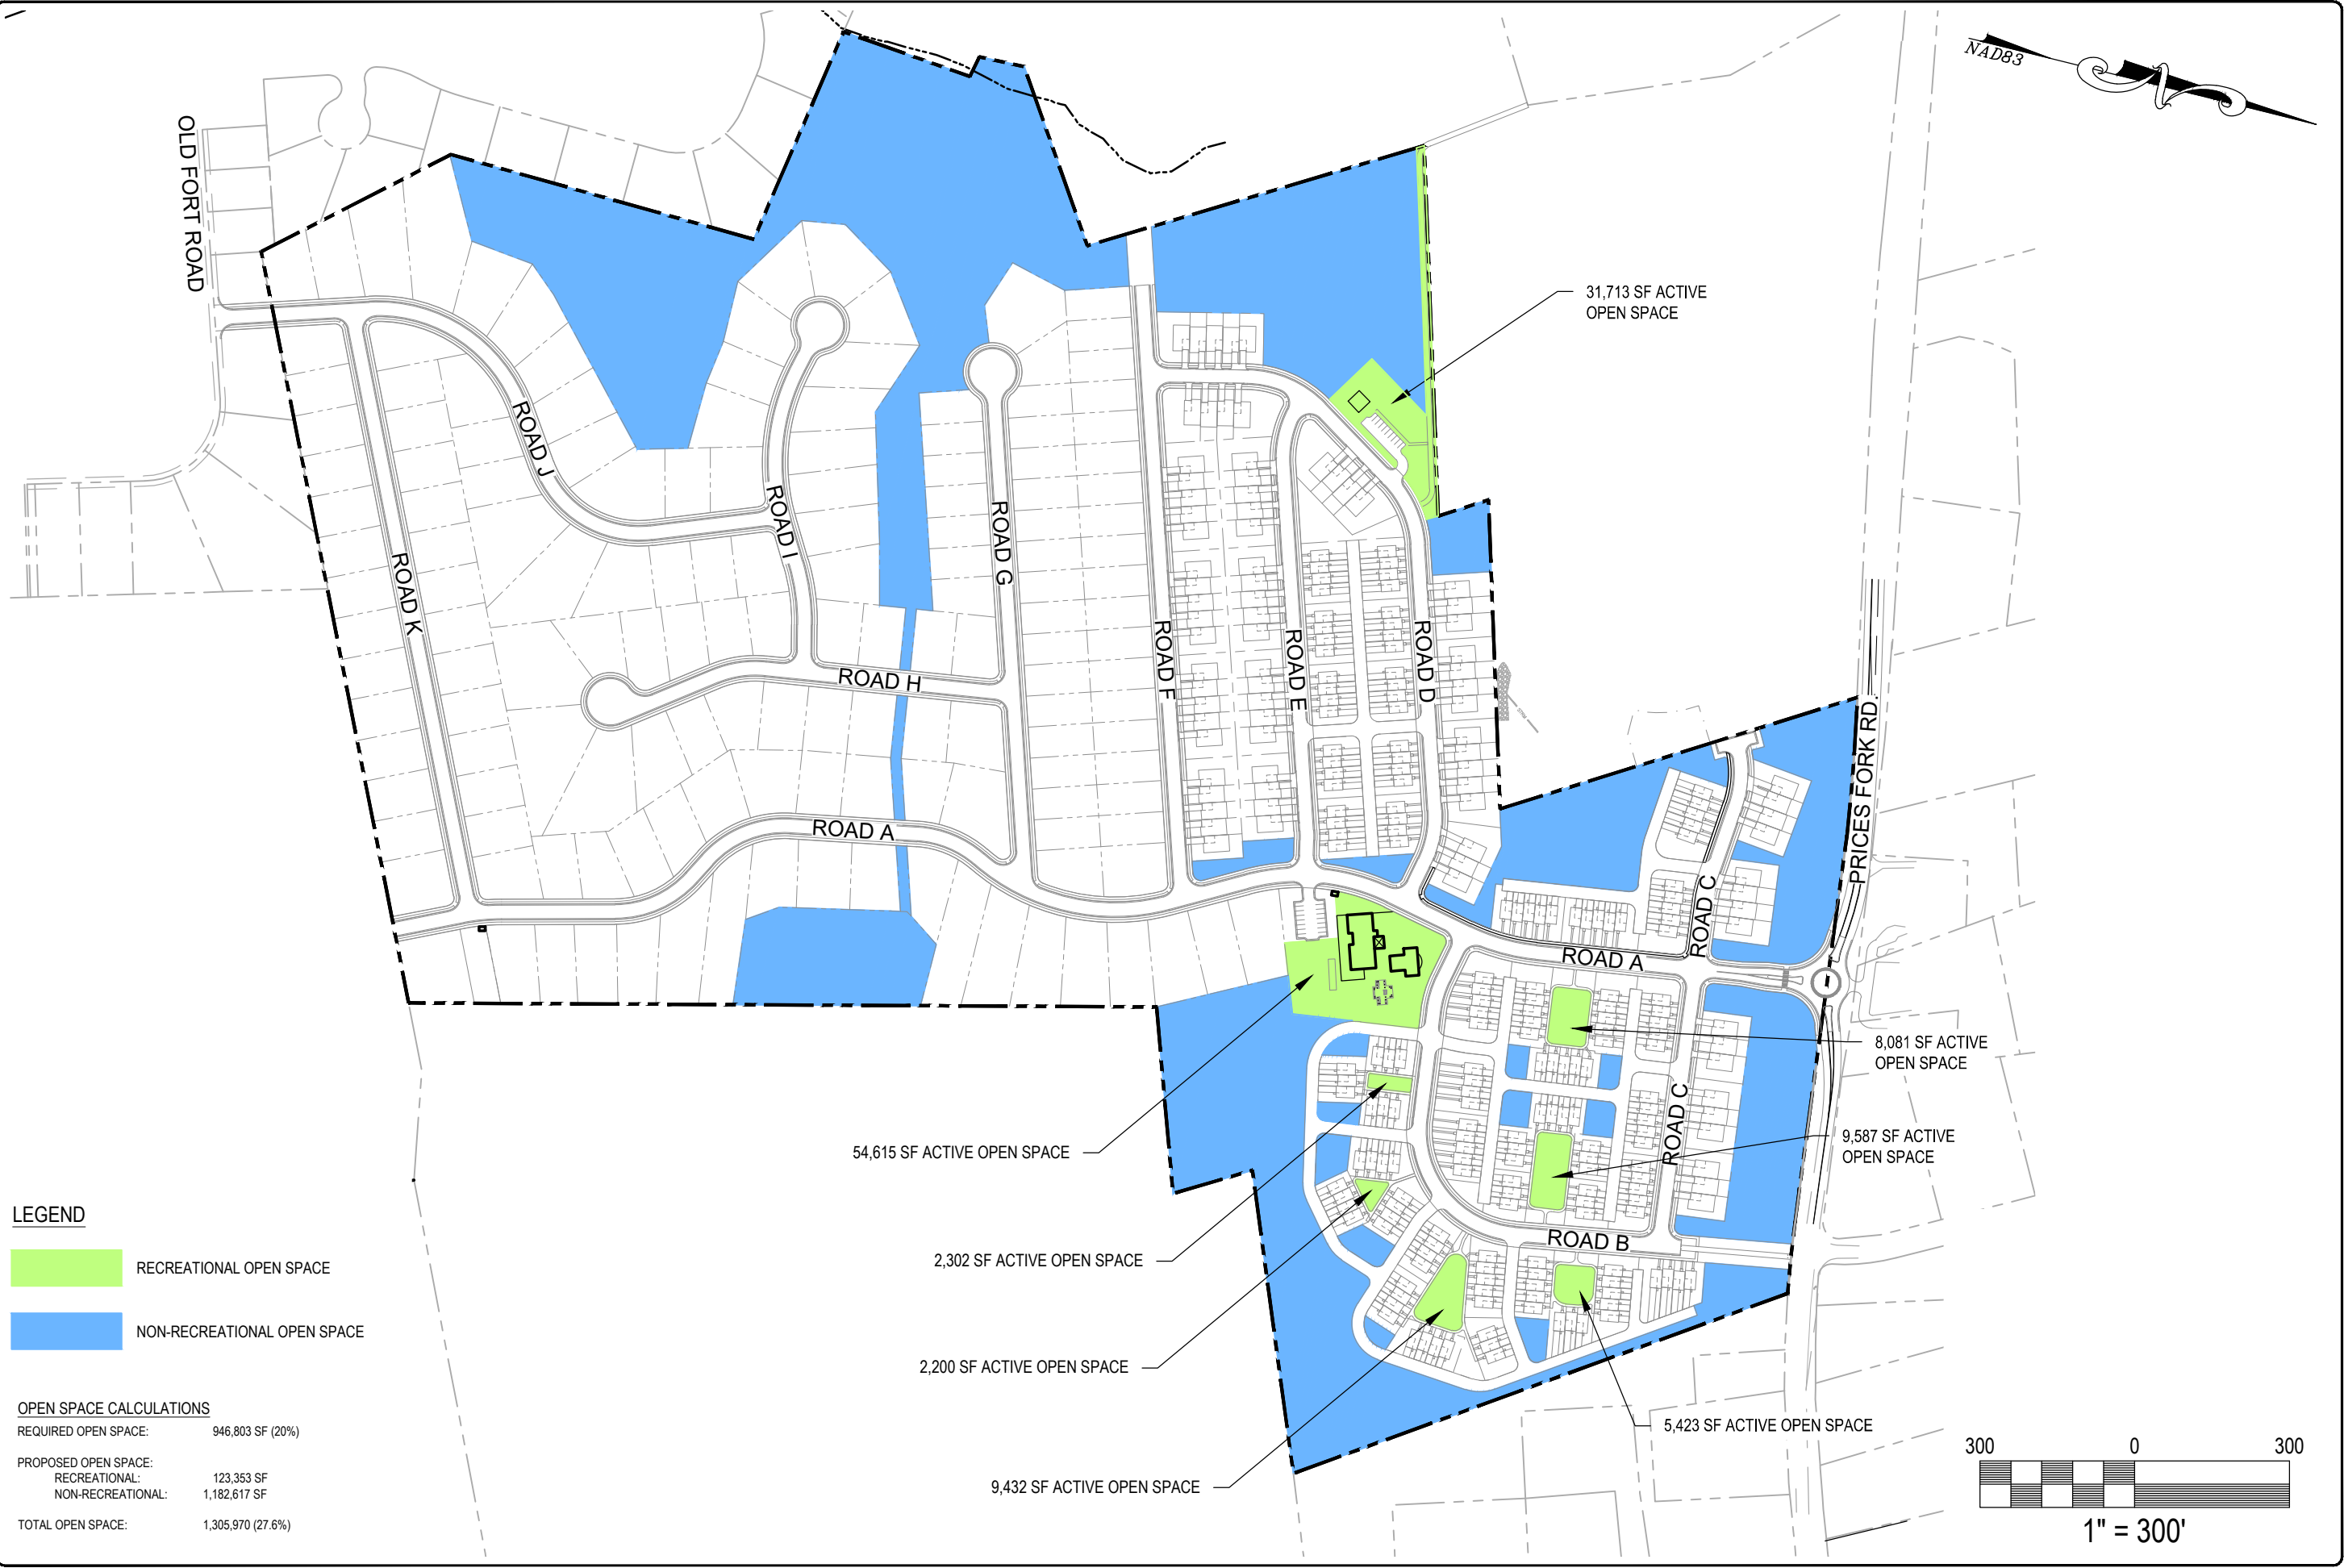 NAD83
OLD FORT ROAD
31,713 SF ACTIVE
OPEN SPACE
ROAD J
ROAD I
ROAD G
ROAD K
ROAD F
ROAD E
ROAD D
ROAD H
PRICES FORK RD.
ROAD A
ROAD C
ROAD A
8,081 SF ACTIVE
OPEN SPACE
ROAD C
9,587 SF ACTIVE
OPEN SPACE
54,615 SF ACTIVE OPEN SPACE
ROAD B
2,302 SF ACTIVE OPEN SPACE
2,200 SF ACTIVE OPEN SPACE
5,423 SF ACTIVE OPEN SPACE
9,432 SF ACTIVE OPEN SPACE
LEGEND
RECREATIONAL OPEN SPACE
NON-RECREATIONAL OPEN SPACE
OPEN SPACE CALCULATIONS
REQUIRED OPEN SPACE: 946,803 SF (20%)
PROPOSED OPEN SPACE:
RECREATIONAL: 123,353 SF
NON-RECREATIONAL: 1,182,617 SF
TOTAL OPEN SPACE: 1,305,970 (27.6%)
300 0 300
1" = 300'